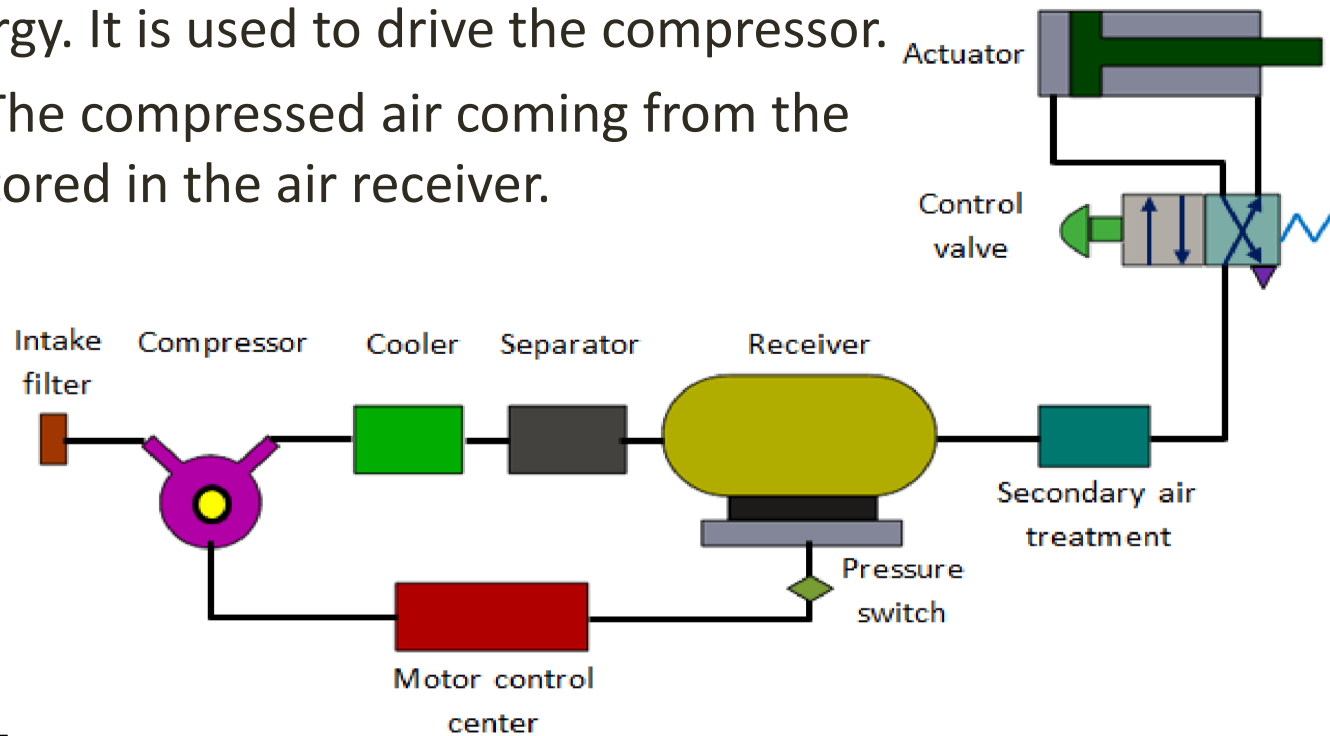 rgy. It is used to drive the compressor.
The compressed air coming from the
tored in the air receiver.
Actuator
Control
valve
Intake
filter
Compressor
Cooler
Separator
Receiver
Secondary air
treatment
Pressure
switch
Motor control
center